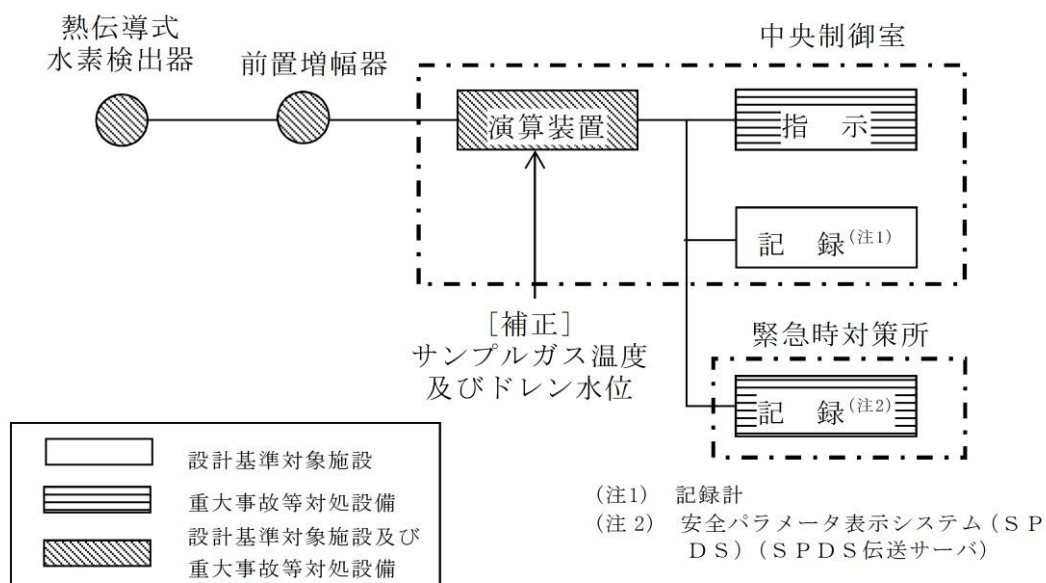 熱伝導式
水素検出器
前置増幅器
中央制御室
演算装置
指 示
記 録(注1)
[補正]
サンプルガス温度
及びドレン水位
緊急時対策所
記 録(注2)
設計基準対象施設
重大事故等対処設備
設計基準対象施設及び
重大事故等対処設備
(注1) 記録計
(注2) 安全パラメータ表示システム(SP
DS)(SPDS伝送サーバ)